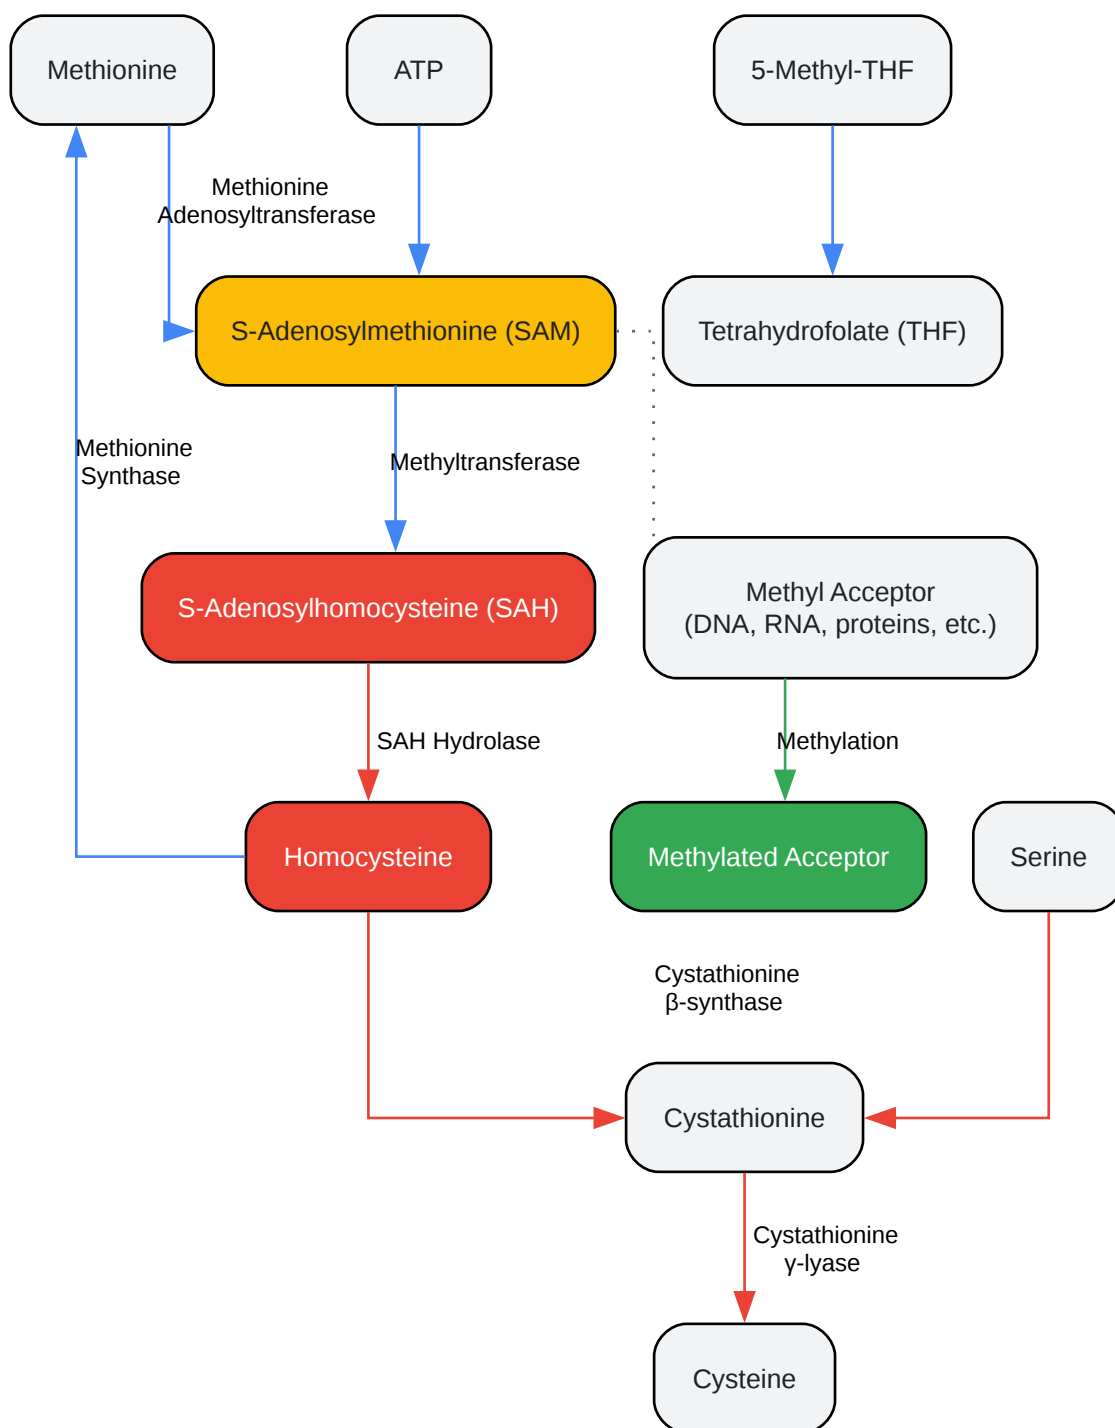 Methionine
ATP
5-Methyl-THF
Methionine
Adenosyltransferase
S-Adenosylmethionine (SAM)
Tetrahydrofolate (THF)
Methionine
Synthase
Methyltransferase
S-Adenosylhomocysteine (SAH)
Methyl Acceptor
(DNA, RNA, proteins, etc.)
SAH Hydrolase
Methylation
Homocysteine
Methylated Acceptor
Serine
Cystathionine
β-synthase
Cystathionine
Cystathionine
γ-lyase
Cysteine